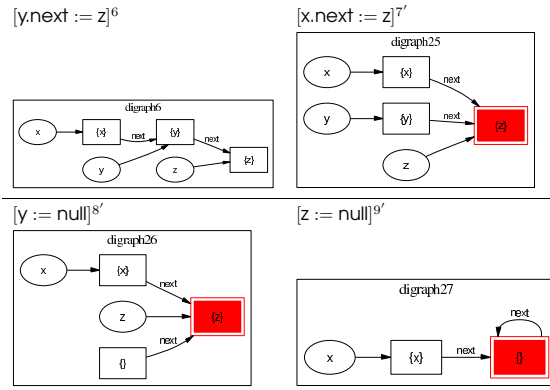 [y.next := z]⁶
[x.next := z]⁷′
digraph6
x
{x}
next
{y}
next
{z}
y
z
digraph25
x
{x}
next
y
{y}
next
{z}
z
[y := null]⁸′
[z := null]⁹′
digraph26
x
{x}
next
z
{z}
next
{}
digraph27
next
x
{x}
next
{}